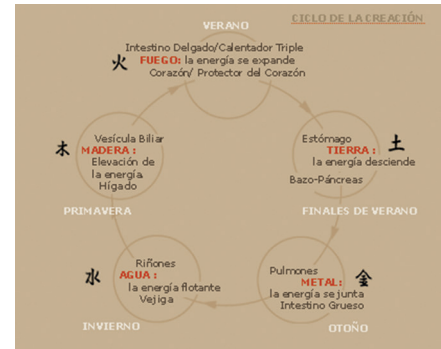 VERANO
CICLO DE LA CREACIÓN
Intestino Delgado/Calentador Triple
火
FUEGO: la energía se expande
Corazón/ Protector del Corazón
木
Vesícula Biliar
MADERA :
Elevación de
la energía.
Hígado
PRIMAVERA
Estómago
土
TIERRA :
la energía desciende
Bazo-Páncreas
FINALES DE VERANO
水
Riñones
AGUA :
la energía flotante
Vejiga
INVIERNO
Pulmones
金
METAL:
la energía se junta
Intestino Grueso
OTOÑO